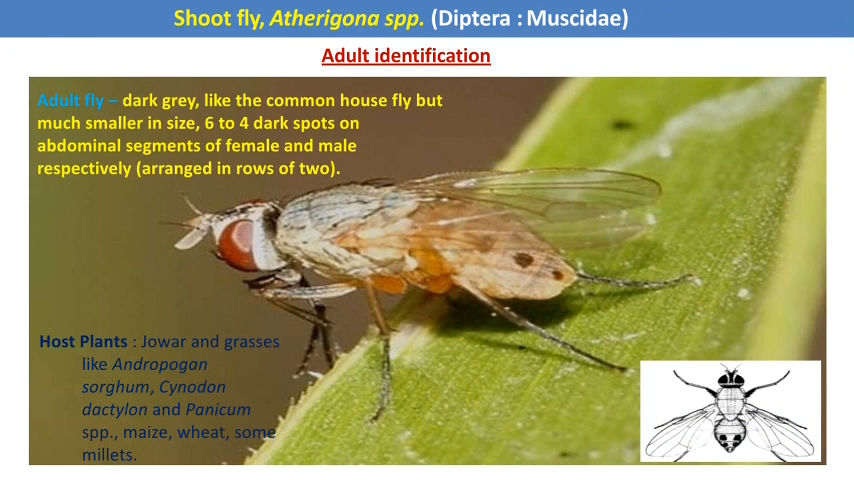 Shoot fly, Atherigona spp. (Diptera : Muscidae)
Adult identification
Adult fly – dark grey, like the common house fly but
much smaller in size, 6 to 4 dark spots on
abdominal segments of female and male
respectively (arranged in rows of two).
Host Plants : Jowar and grasses
like Andropogan
sorghum, Cynodon
dactylon and Panicum
spp., maize, wheat, some
millets.